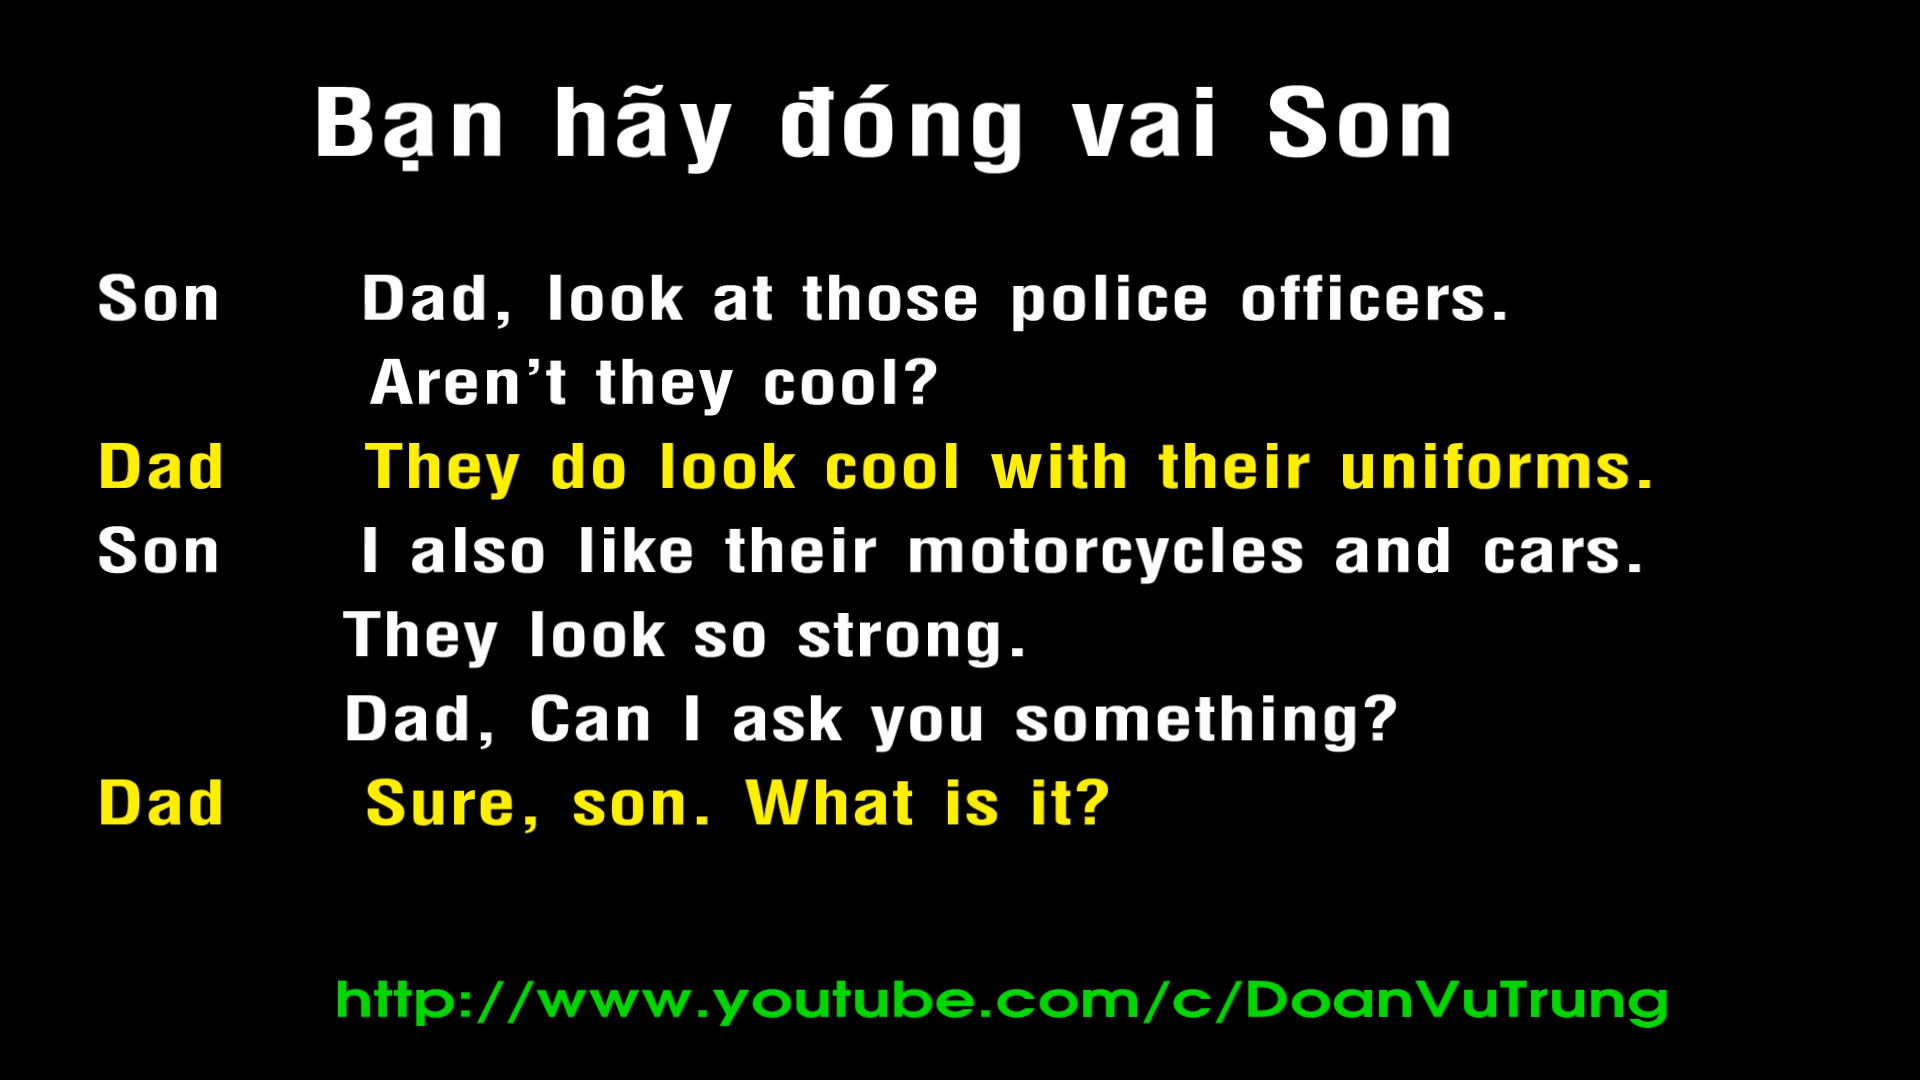 Bạn hãy đóng vai Son
Son Dad, look at those police officers.
Aren’t they cool?
Dad They do look cool with their uniforms.
Son I also like their motorcycles and cars.
They look so strong.
Dad, Can I ask you something?
Dad Sure, son. What is it?
http://www.youtube.com/c/DoanVuTrung